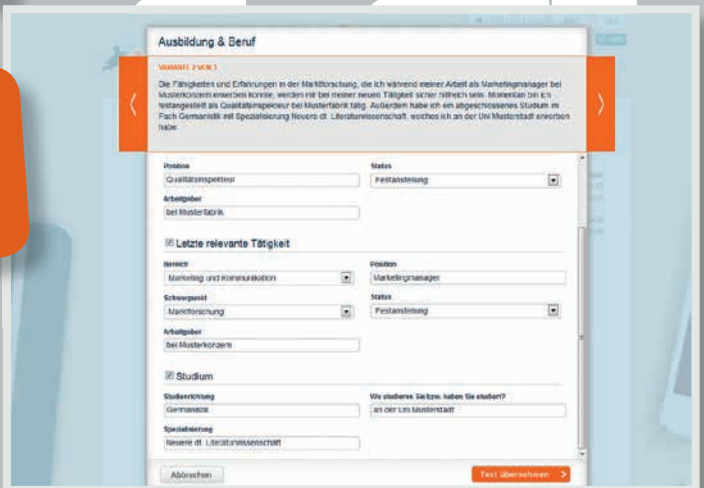 Ausbildung & Beruf
VARIANTE 2 VON 3
Die Fähigkeiten und Erfahrungen in der Marktforschung, die ich während meiner Arbeit als Marketingmanager bei
Musterkonzern erwerben konnte, werden mir bei meiner neuen Tätigkeit sicher hilfreich sein. Momentan bin ich
festangestellt als Qualitätsinspekteur bei Musterfabrik tätig. Außerdem habe ich ein abgeschlossenes Studium im
Fach Germanistik mit Spezialisierung Neuere dt. Literaturwissenschaft, welches ich an der Uni Musterstadt erworben
habe.
Position
Status
Qualitätsinspekteur
Festanstellung
Arbeitgeber
bei Musterfabrik
Letzte relevante Tätigkeit
Bereich
Position
Marketing und Kommunikation
Marketingmanager
Schwerpunkt
Status
Marktforschung
Festanstellung
Arbeitgeber
bei Musterkonzern
Studium
Studienrichtung
Wo studieren Sie bzw. haben Sie studiert?
Germanistik
an der Uni Musterstadt
Spezialisierung
Neuere dt. Literaturwissenschaft
Abbrechen
Text übernehmen